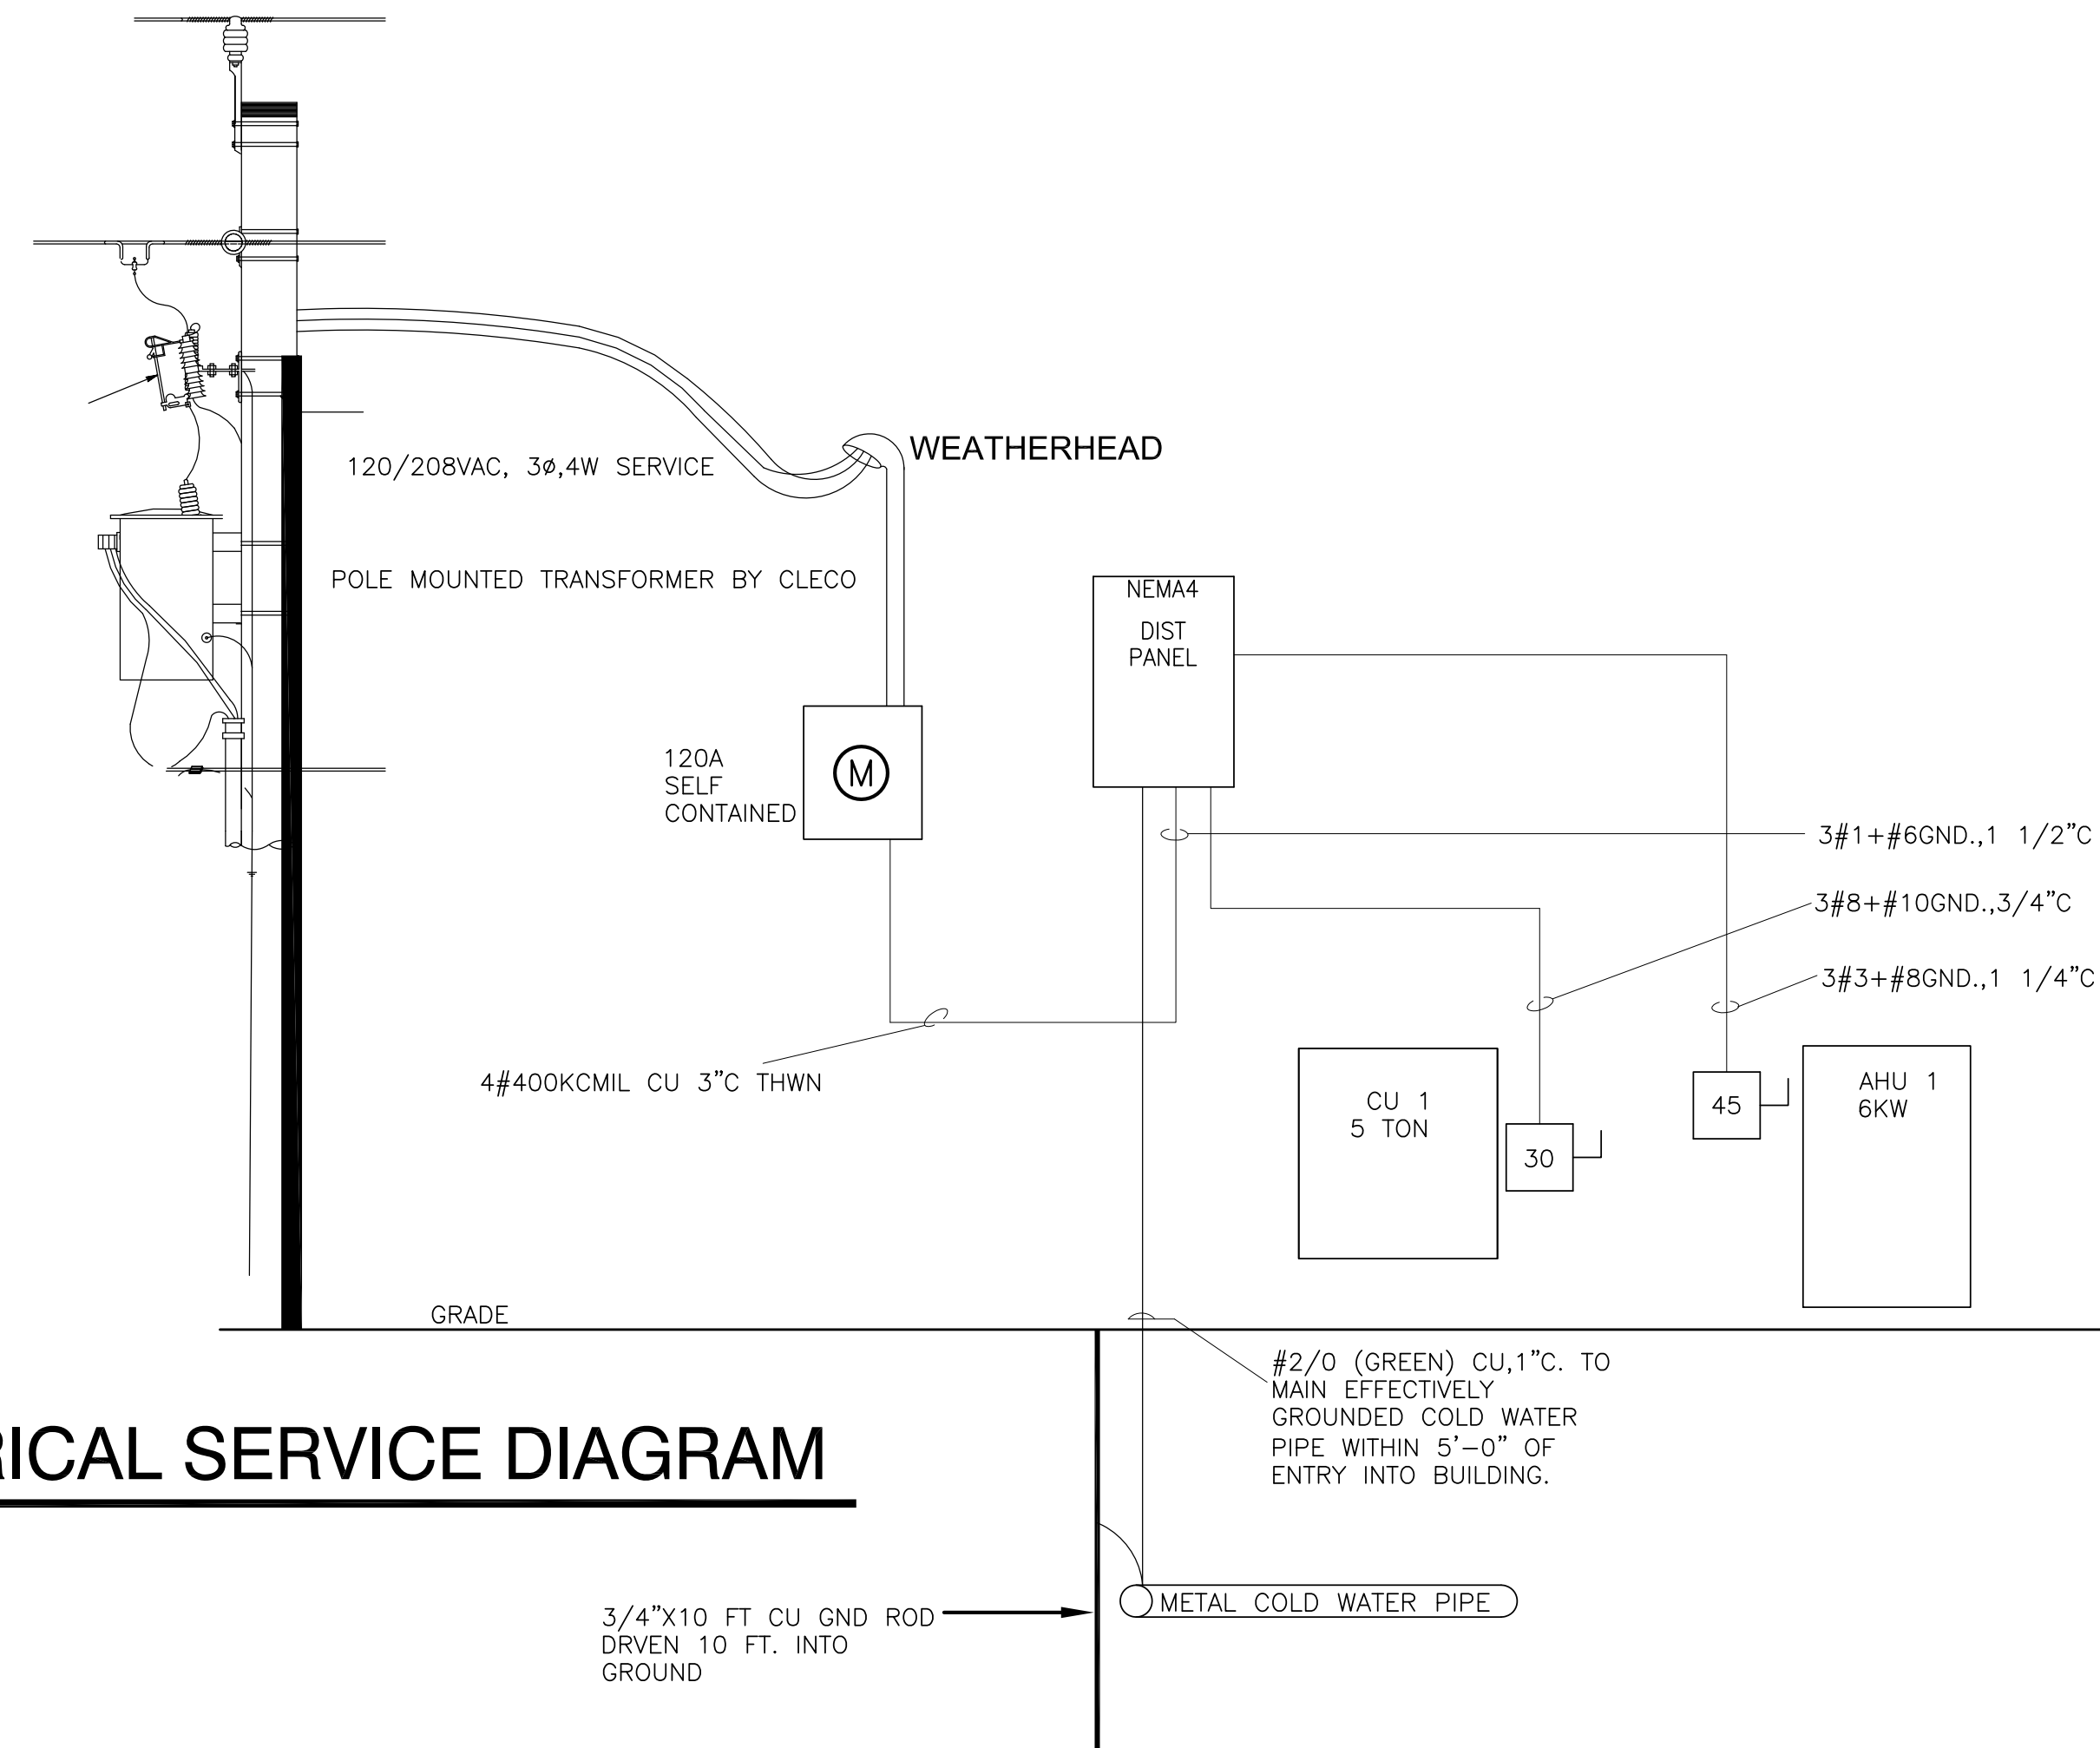 WEATHERHEAD
120/208VAC, 3ø,4W SERVICE
POLE MOUNTED TRANSFORMER BY CLECO
NEMA4
DIST
PANEL
120A
SELF
CONTAINED
M
3#1+#6GND.,1 1/2"C
3#8+#10GND.,3/4"C
3#3+#8GND.,1 1/4"C
4#400KCMIL CU 3"C THWN
CU 1
5 TON
30
45
AHU 1
6KW
GRADE
#2/0 (GREEN) CU,1"C. TO
MAIN EFFECTIVELY
GROUNDED COLD WATER
PIPE WITHIN 5'-0" OF
ENTRY INTO BUILDING.
RICAL SERVICE DIAGRAM
METAL COLD WATER PIPE
3/4"X10 FT CU GND ROD
DRVEN 10 FT. INTO
GROUND